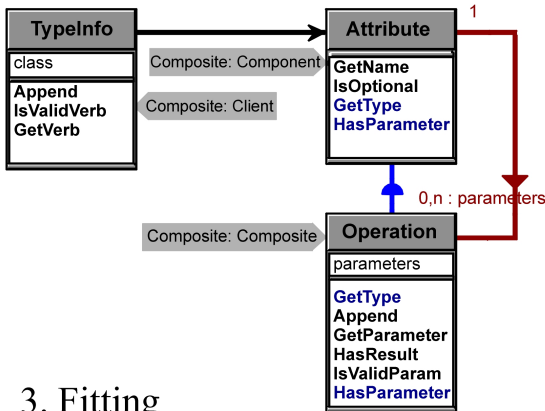 TypeInfo
class
Append
IsValidVerb
GetVerb
Composite: Component
Composite: Client
Attribute
GetName
IsOptional
GetType
HasParameter
1
0,n : parameters
Composite: Composite
Operation
parameters
GetType
Append
GetParameter
HasResult
IsValidParam
HasParameter
3. Fitting